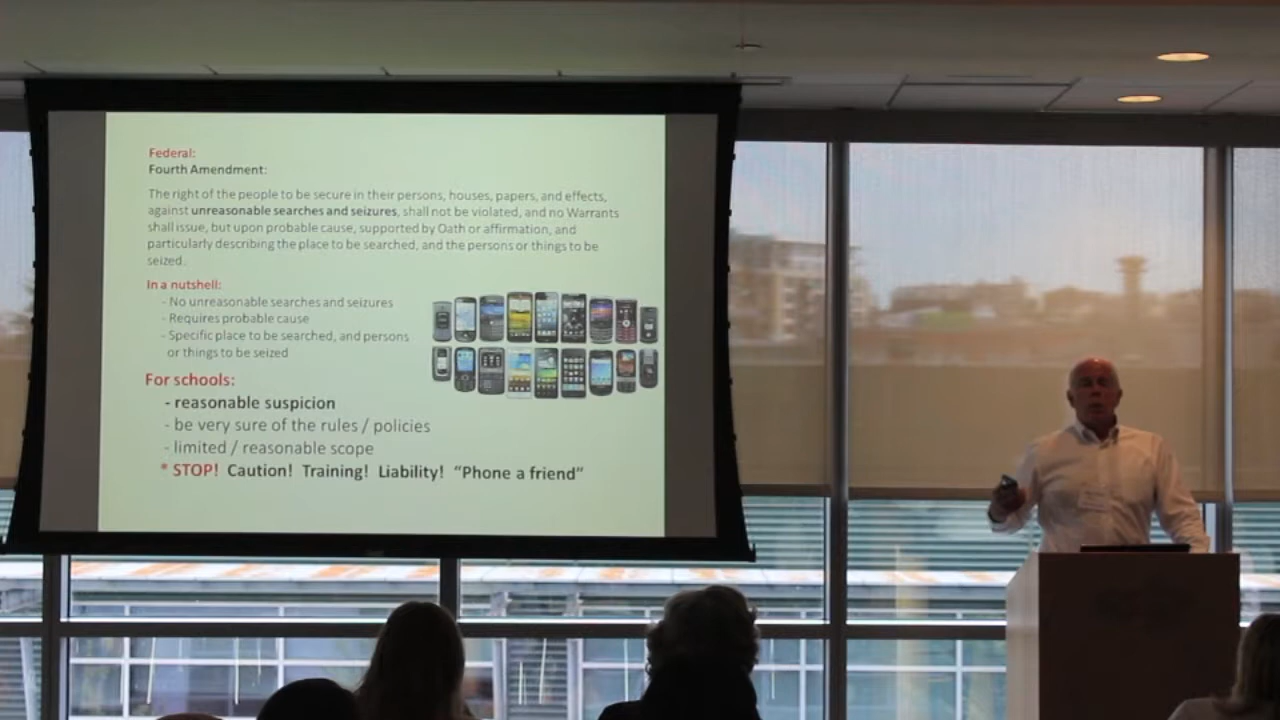 Federal:
Fourth Amendment:
The right of the people to be secure in their persons, houses, papers, and effects,
against unreasonable searches and seizures, shall not be violated, and no Warrants
shall issue, but upon probable cause, supported by Oath or affirmation, and
particularly describing the place to be searched, and the persons or things to be
seized.
In a nutshell:
- No unreasonable searches and seizures
- Requires probable cause
- Specific place to be searched, and persons
or things to be seized
For schools:
- reasonable suspicion
- be very sure of the rules / policies
- limited / reasonable scope
* STOP! Caution! Training! Liability! “Phone a friend”